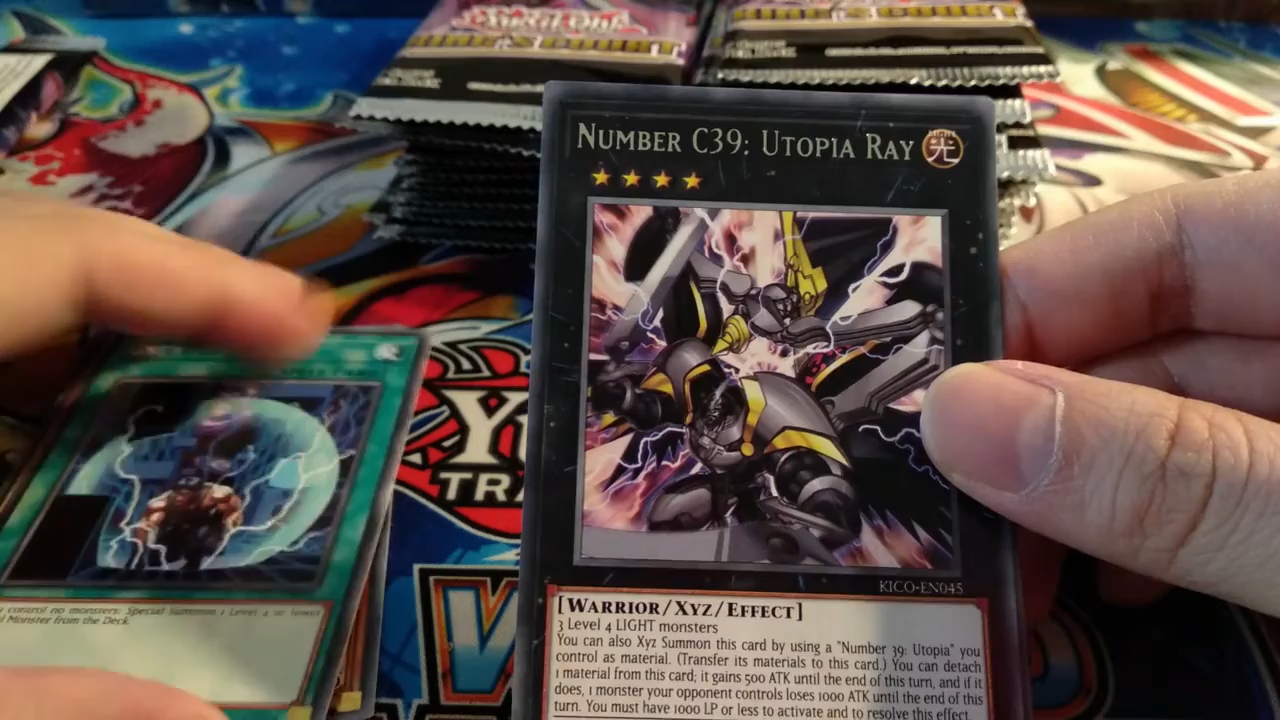 KING'S COURT
NUMBER C39: UTOPIA RAY
LIGHT
光
KICO-EN045
[WARRIOR/XYZ/EFFECT]
3 Level 4 LIGHT monsters
You can also Xyz Summon this card by using a "Number 39: Utopia" you
control as material. (Transfer its materials to this card.) You can detach
1 material from this card; it gains 500 ATK until the end of this turn, and if it
does, 1 monster your opponent controls loses 1000 ATK until the end of this
turn. You must have 1000 LP or less to activate and to resolve this effect.
control no monsters: Special Summon 1 Level 4 or lower
Monster from the Deck.
TRA